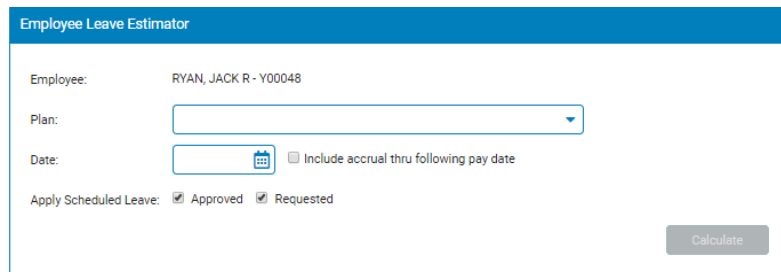 Employee Leave Estimator
Employee: RYAN, JACK R - Y00048
Plan:
Date: Include accrual thru following pay date
Apply Scheduled Leave: Approved Requested
Calculate